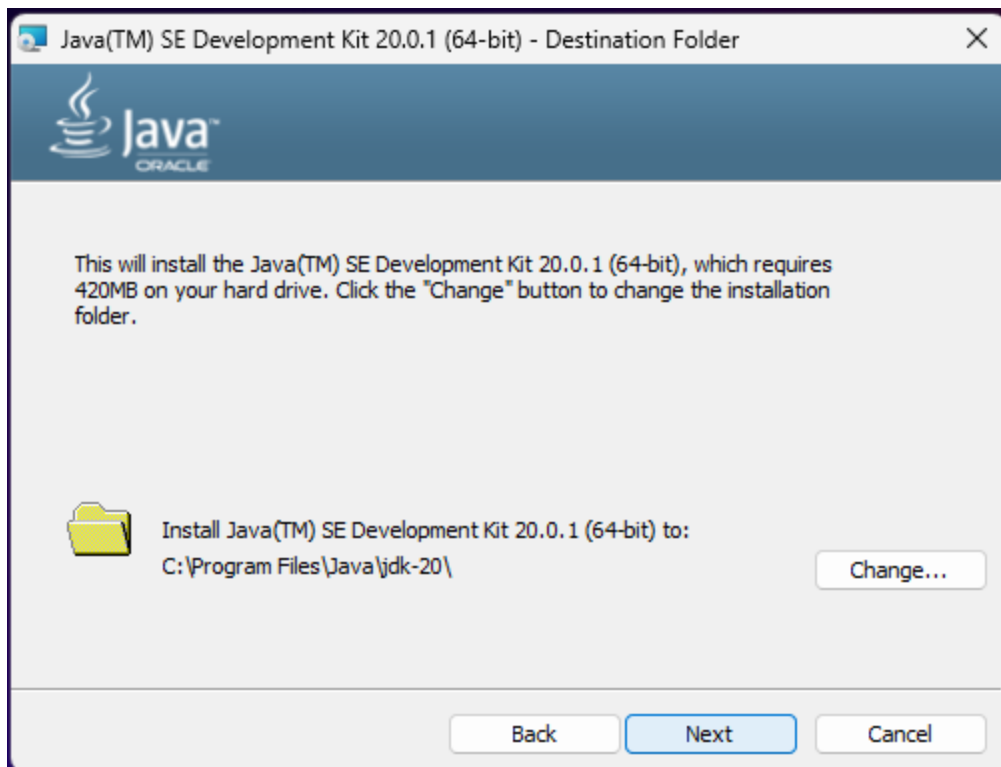 Java(TM) SE Development Kit 20.0.1 (64-bit) - Destination Folder
Java™
ORACLE
This will install the Java(TM) SE Development Kit 20.0.1 (64-bit), which requires
420MB on your hard drive. Click the "Change" button to change the installation
folder.
Install Java(TM) SE Development Kit 20.0.1 (64-bit) to:
C:\Program Files\Java\jdk-20\
Change...
Back
Next
Cancel